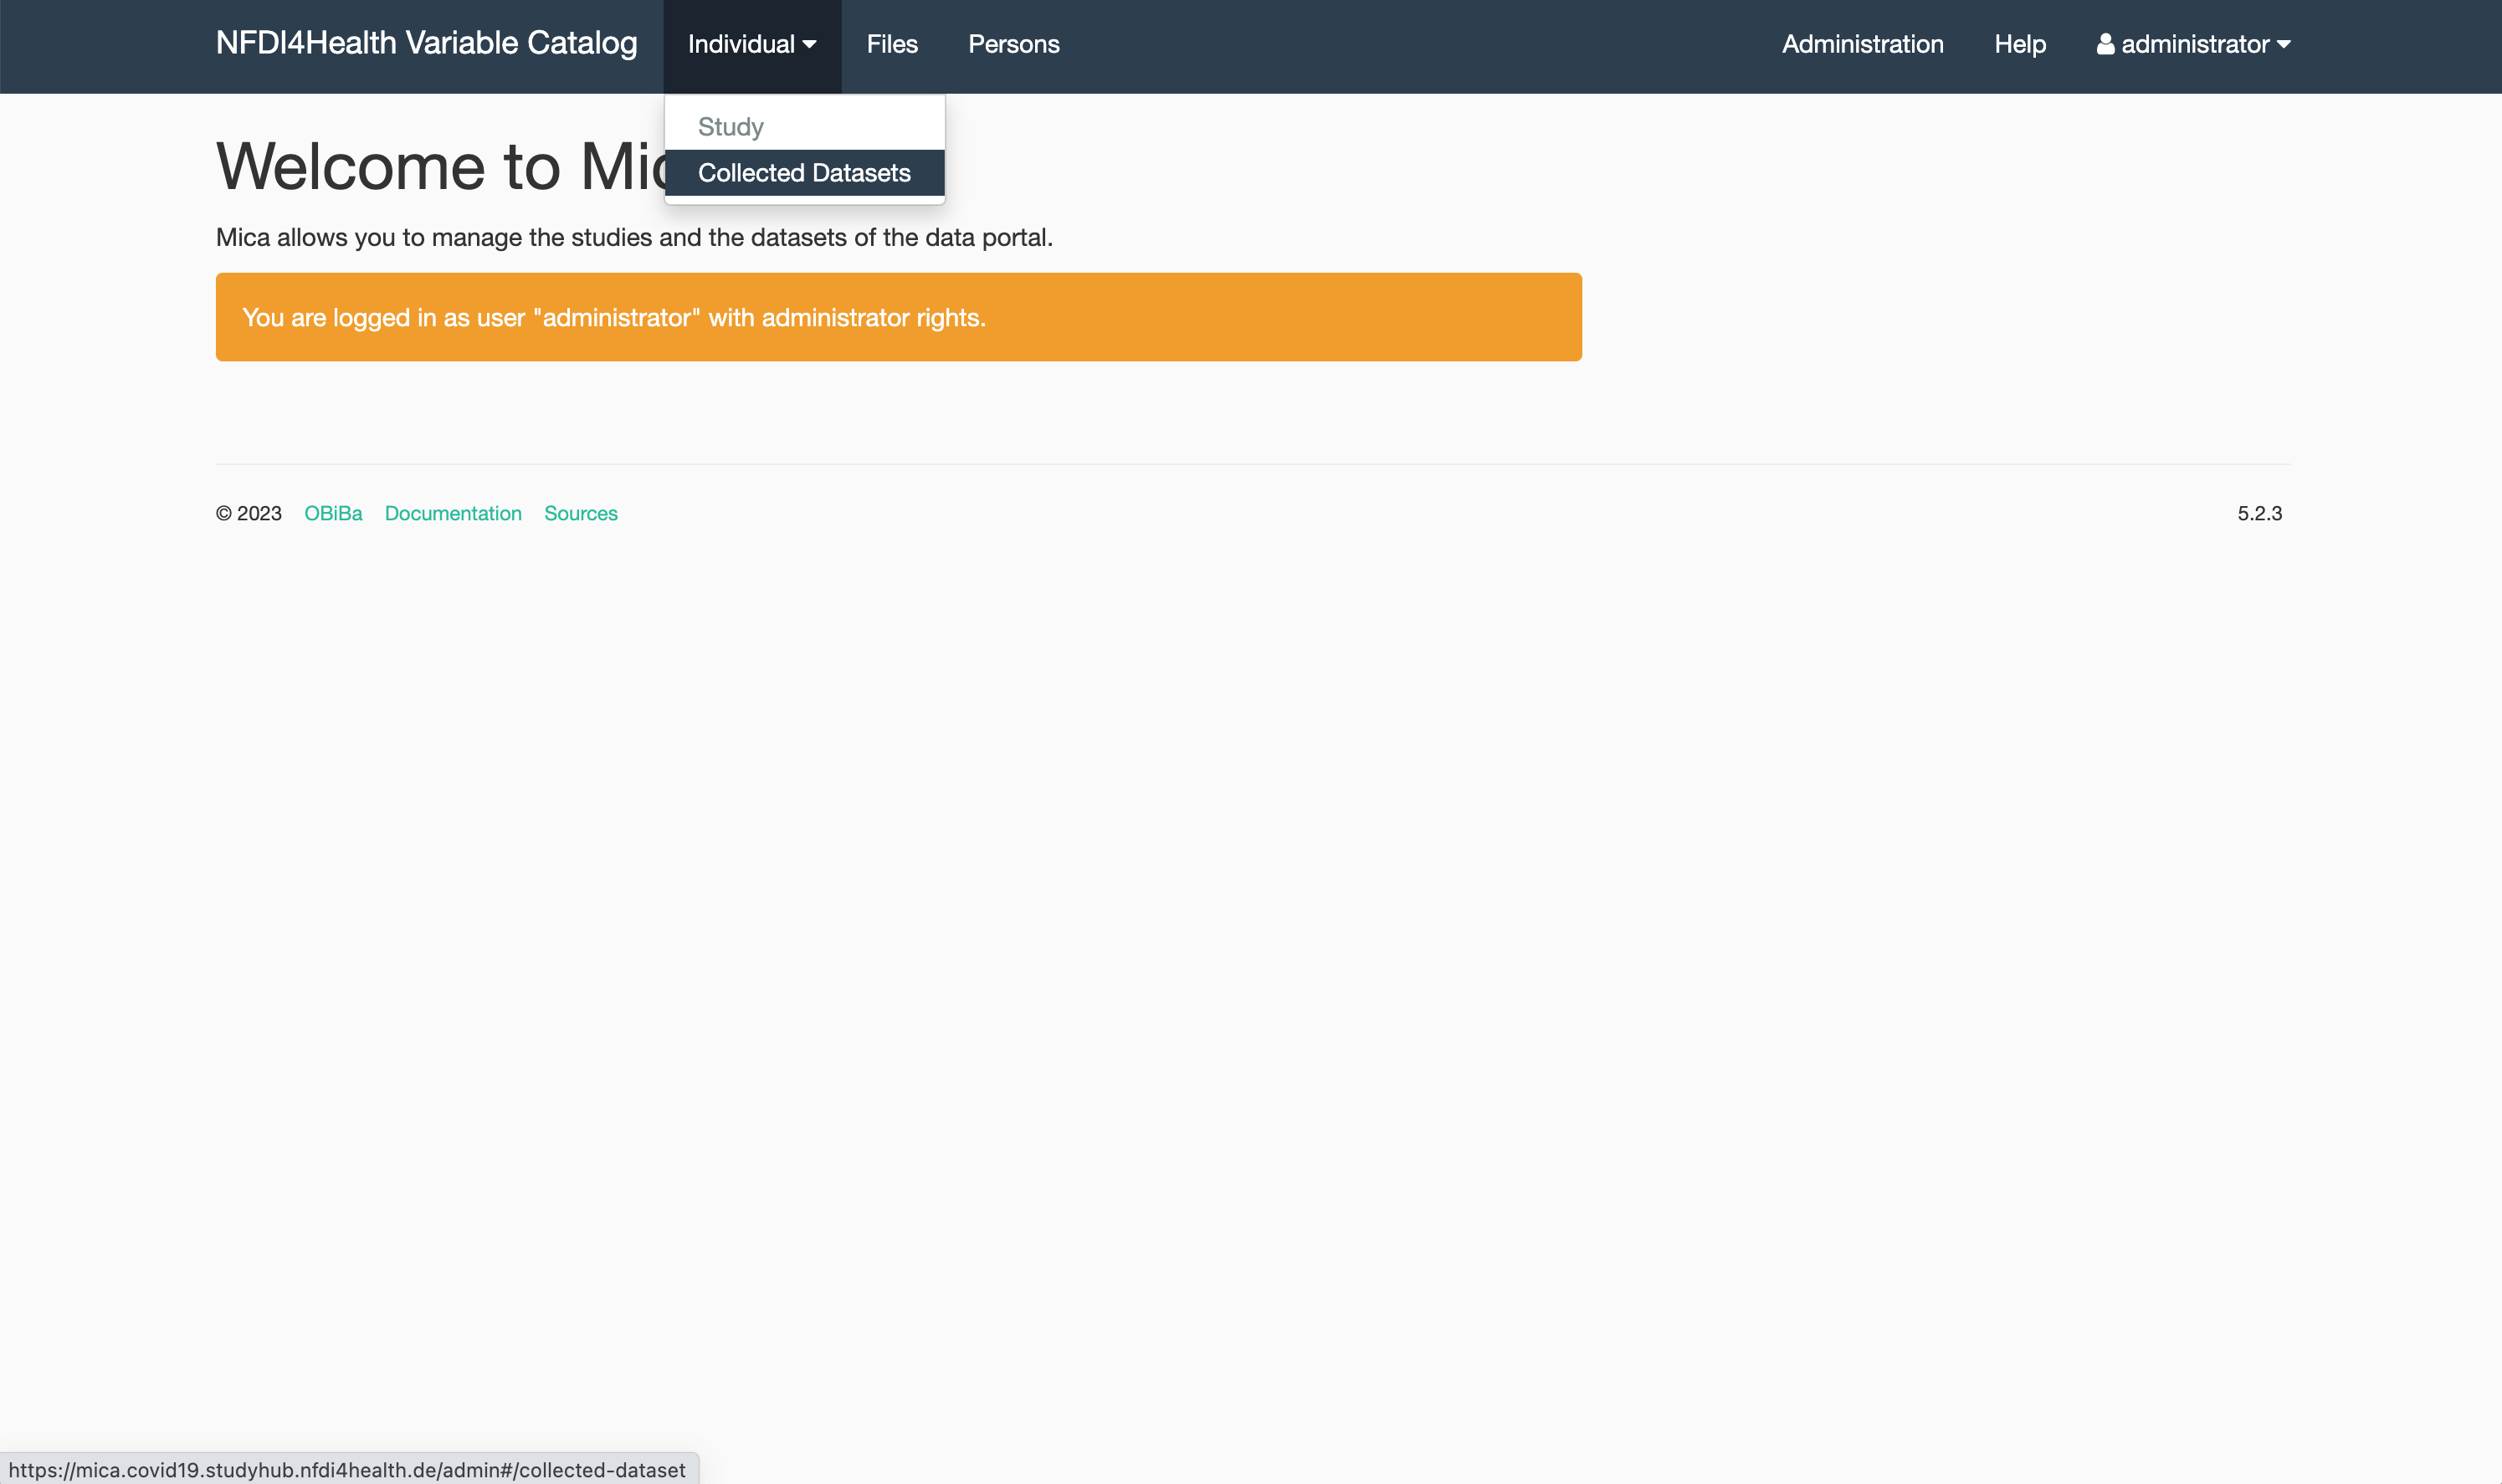 NFDI4Health Variable Catalog Individual Files Persons Administration Help administrator
Study
Collected Datasets
Welcome to Mic
Mica allows you to manage the studies and the datasets of the data portal.
You are logged in as user "administrator" with administrator rights.
© 2023 OBiBa Documentation Sources 5.2.3
https://mica.covid19.studyhub.nfdi4health.de/admin#/collected-dataset